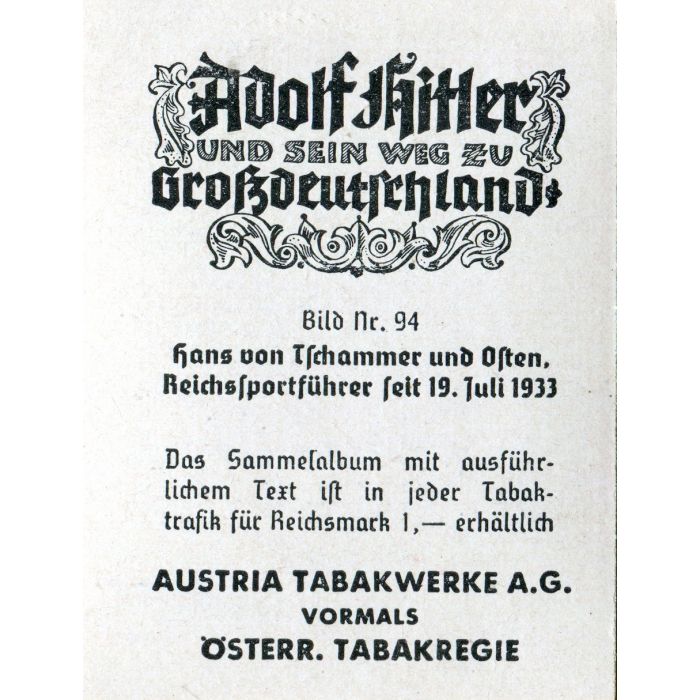 Adolf Hitler
UND SEIN WEG ZU
Großdeutschland
Bild Nr. 94
Hans von Tschammer und Osten,
Reichssportführer seit 19. Juli 1933
Das Sammelalbum mit ausführ-
lichem Text ist in jeder Tabak-
trafik für Reichsmark 1,— erhältlich
AUSTRIA TABAKWERKE A.G.
VORMALS
ÖSTERR. TABAKREGIE